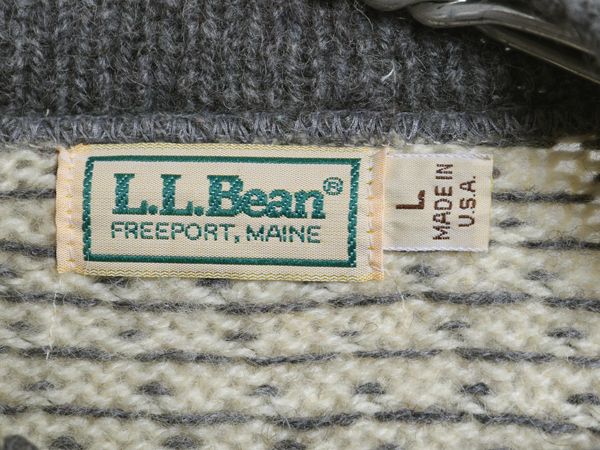 L.L.Bean®
FREEPORT, MAINE
L
MADE IN
U.S.A.